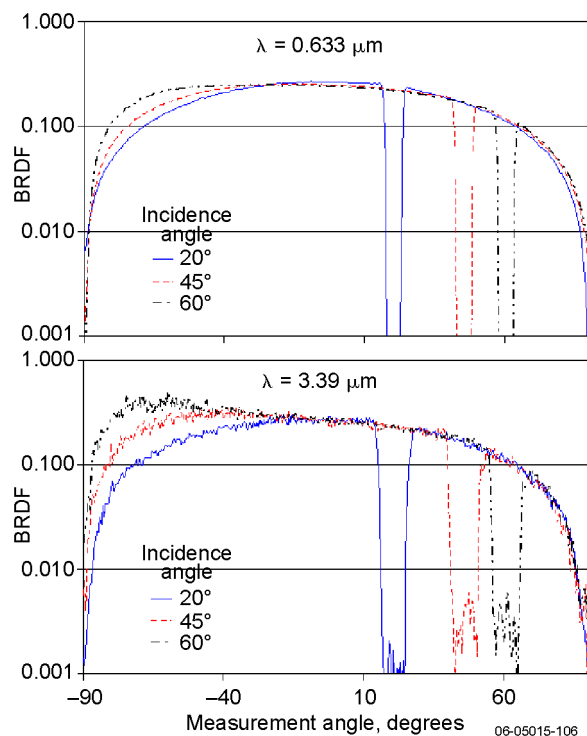 1.000
λ = 0.633 μm
0.100
BRDF
0.010
Incidence
angle
20°
45°
60°
0.001
1.000
λ = 3.39 μm
0.100
BRDF
0.010
Incidence
angle
20°
45°
60°
0.001
–90 –40 10 60
Measurement angle, degrees
06-05015-106